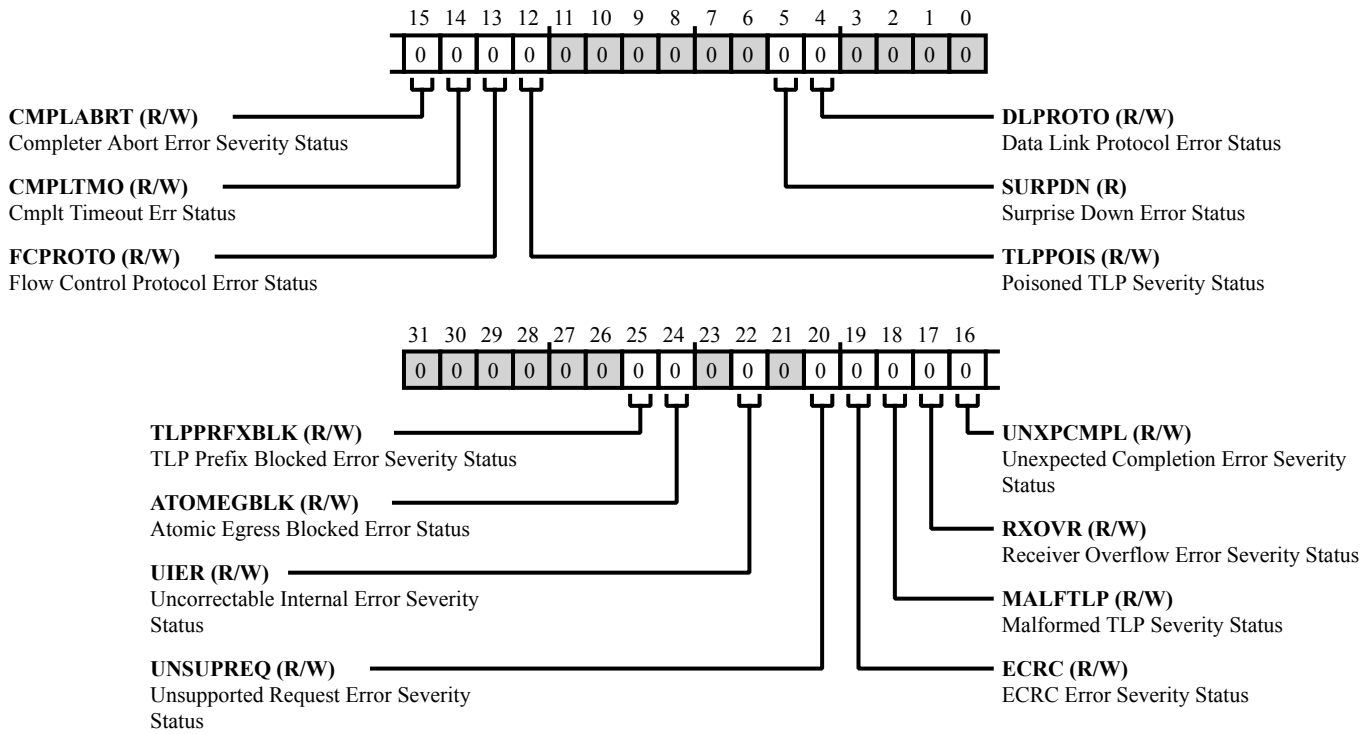 15 14 13 12 11 10 9 8 7 6 5 4 3 2 1 0
0 0 0 0 0 0 0 0 0 0 0 0 0 0 0 0
CMPLABRT (R/W)
Completer Abort Error Severity Status
CMPLTMO (R/W)
Cmplt Timeout Err Status
FCPROTO (R/W)
Flow Control Protocol Error Status
DLPROTO (R/W)
Data Link Protocol Error Status
SURPDN (R)
Surprise Down Error Status
TLPPOIS (R/W)
Poisoned TLP Severity Status
31 30 29 28 27 26 25 24 23 22 21 20 19 18 17 16
0 0 0 0 0 0 0 0 0 0 0 0 0 0 0 0
TLPPRFXBLK (R/W)
TLP Prefix Blocked Error Severity Status
ATOMEGBLK (R/W)
Atomic Egress Blocked Error Status
UIER (R/W)
Uncorrectable Internal Error Severity
Status
UNSUPREQ (R/W)
Unsupported Request Error Severity
Status
UNXPCMPL (R/W)
Unexpected Completion Error Severity
Status
RXOVR (R/W)
Receiver Overflow Error Severity Status
MALFTLP (R/W)
Malformed TLP Severity Status
ECRC (R/W)
ECRC Error Severity Status